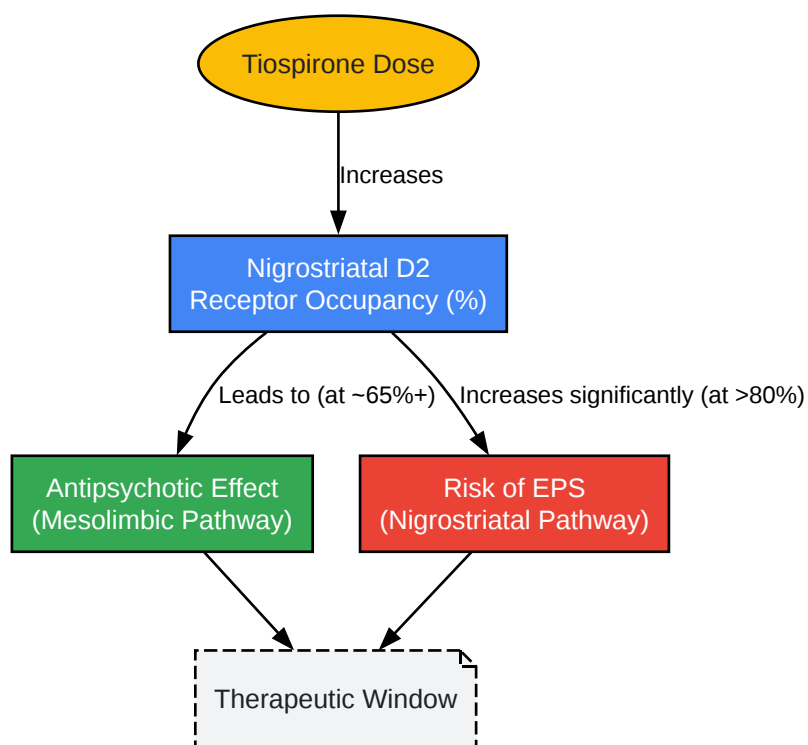 Tiospirone Dose
Increases
Nigrostriatal D2
Receptor Occupancy (%)
Leads to (at ~65%+)
Increases significantly (at >80%)
Antipsychotic Effect
(Mesolimbic Pathway)
Risk of EPS
(Nigrostriatal Pathway)
Therapeutic Window